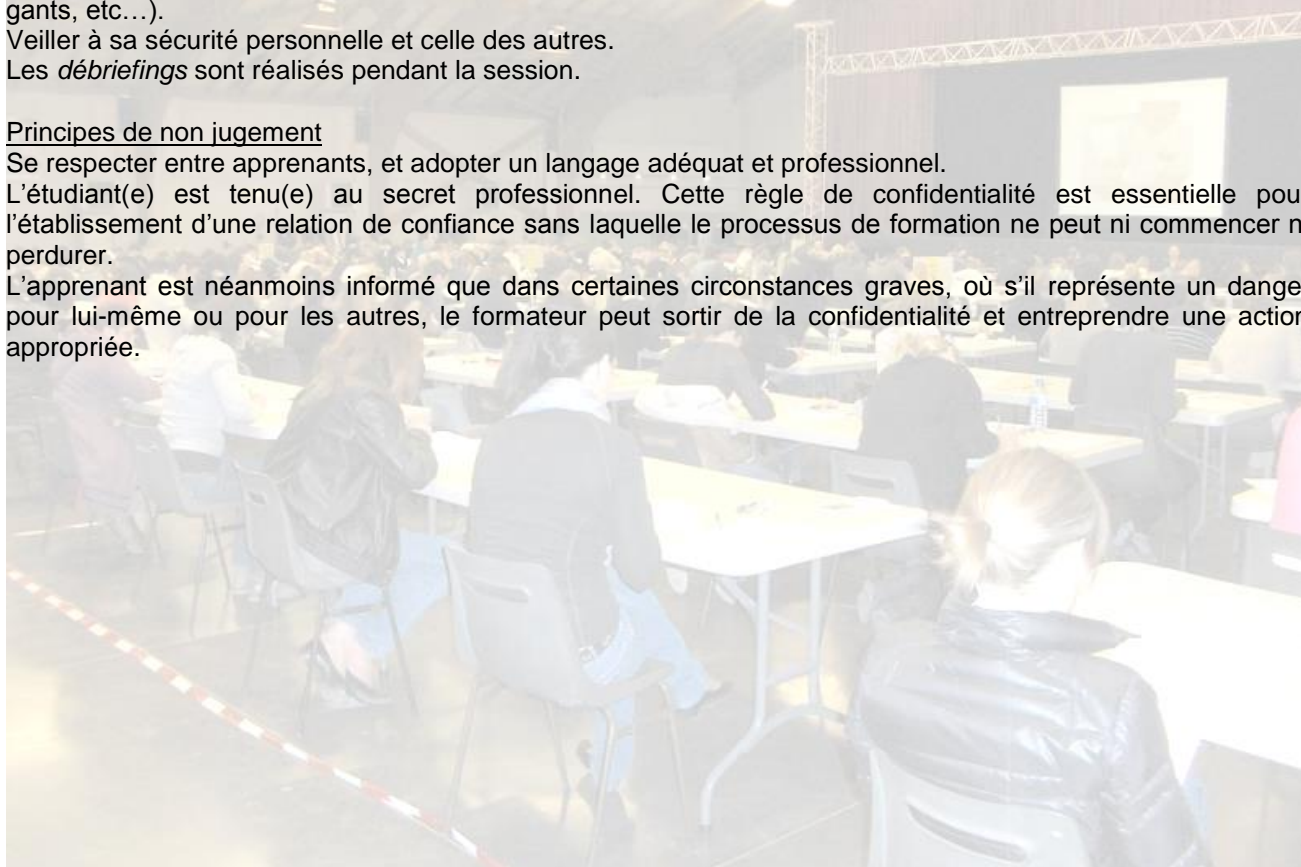 gants, etc…).
Veiller à sa sécurité personnelle et celle des autres.
Les débriefings sont réalisés pendant la session.
Principes de non jugement
Se respecter entre apprenants, et adopter un langage adéquat et professionnel.
L’étudiant(e) est tenu(e) au secret professionnel. Cette règle de confidentialité est essentielle pou
l’établissement d’une relation de confiance sans laquelle le processus de formation ne peut ni commencer n
perdurer.
L’apprenant est néanmoins informé que dans certaines circonstances graves, où s’il représente un dange
pour lui-même ou pour les autres, le formateur peut sortir de la confidentialité et entreprendre une action
appropriée.